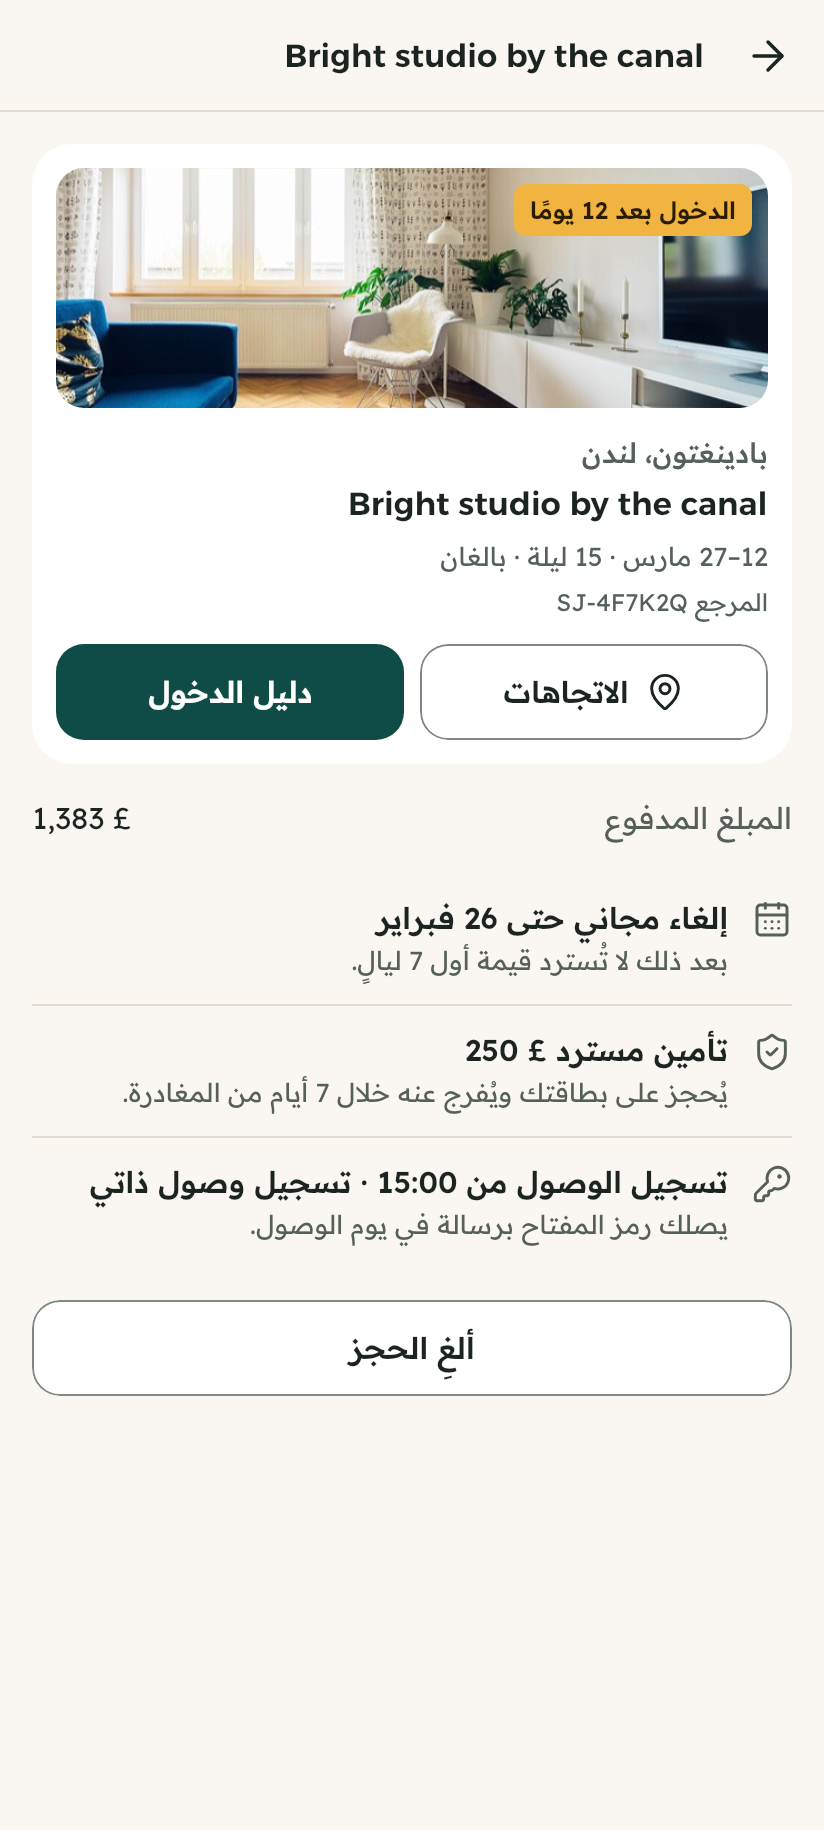 Bright studio by the canal
الدخول بعد 12 يومًا
بادينغتون، لندن
Bright studio by the canal
12–27 مارس · 15 ليلة · بالغان
المرجع SJ-4F7K2Q
الاتجاهات
دليل الدخول
المبلغ المدفوع
1,383 £
إلغاء مجاني حتى 26 فبراير
بعد ذلك لا تُسترد قيمة أول 7 ليالٍ.
تأمين مسترد £ 250
يُحجز على بطاقتك ويُفرج عنه خلال 7 أيام من المغادرة.
تسجيل الوصول من 15:00 · تسجيل وصول ذاتي
يصلك رمز المفتاح برسالة في يوم الوصول.
ألغِ الحجز